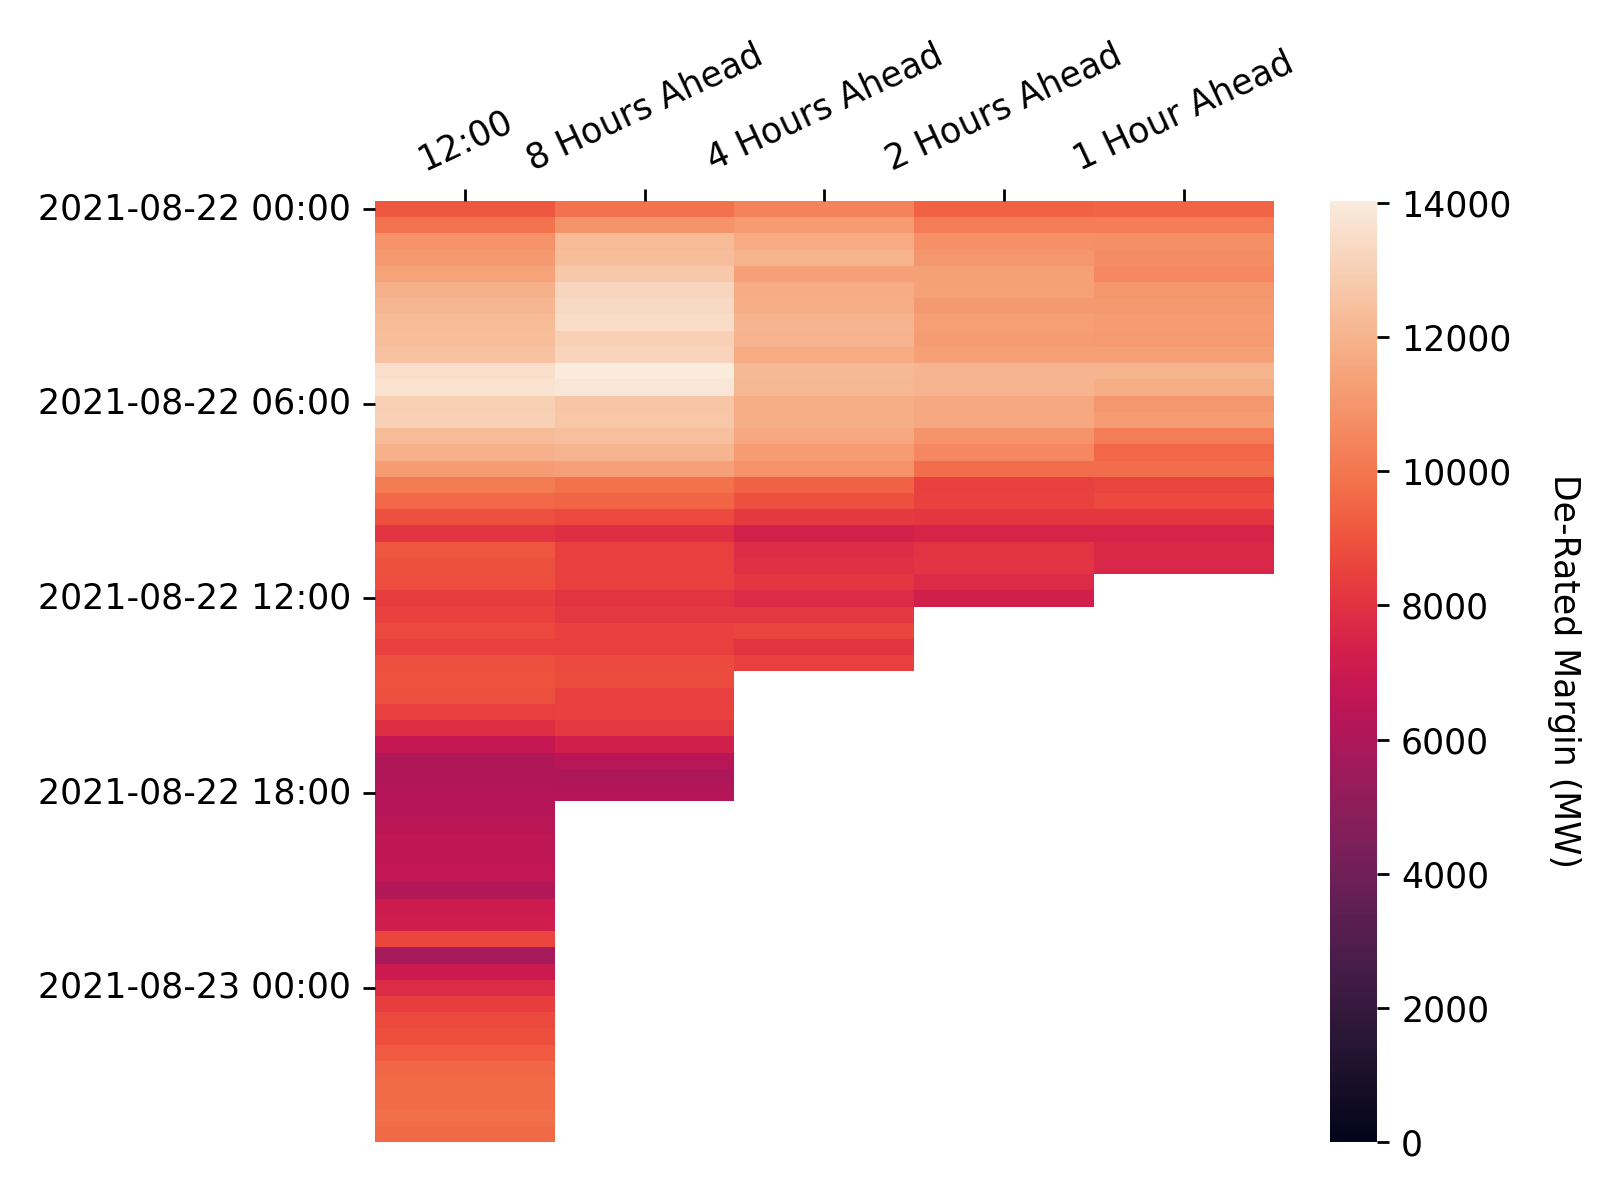 12:00
8 Hours Ahead
4 Hours Ahead
2 Hours Ahead
1 Hour Ahead
2021-08-22 00:00
2021-08-22 06:00
2021-08-22 12:00
2021-08-22 18:00
2021-08-23 00:00
14000
12000
10000
8000
6000
4000
2000
0
De-Rated Margin (MW)